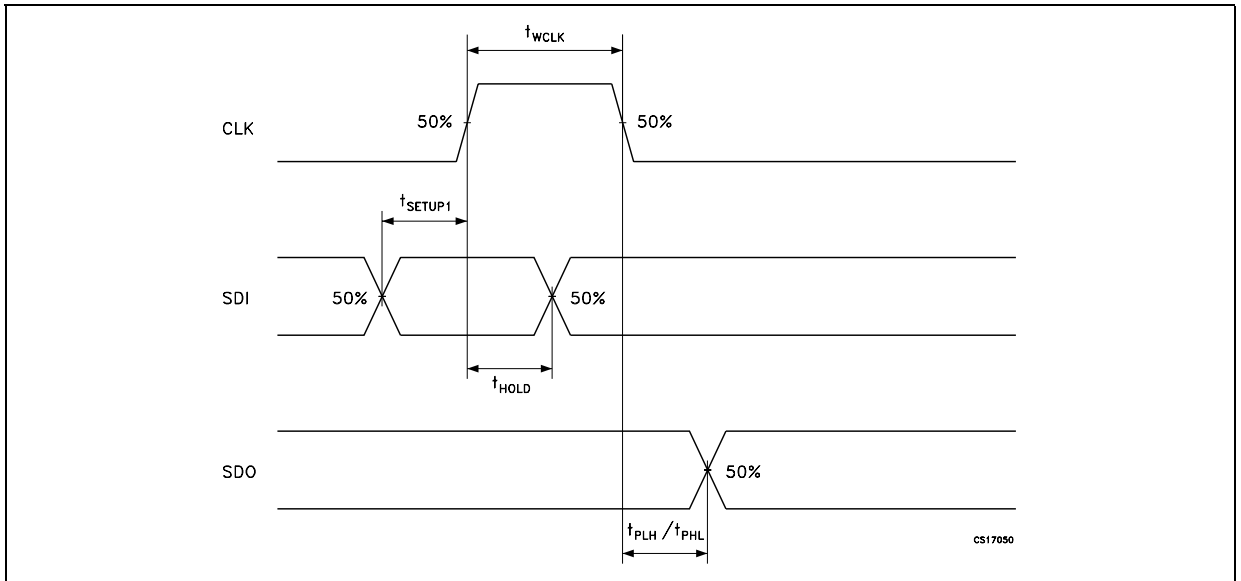 tWCLK
50%
50%
CLK
tSETUP1
50%
50%
SDI
tHOLD
SDO
50%
tPLH /tPHL
CS17050